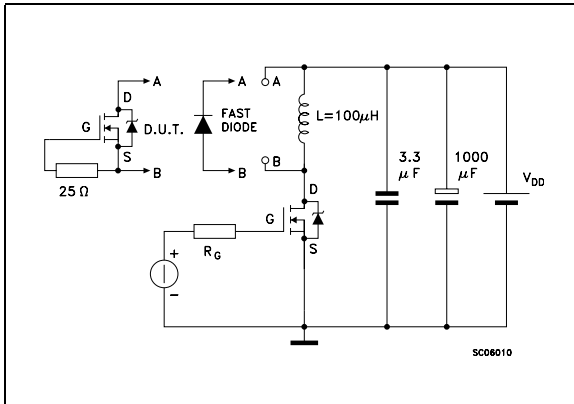 A A A
D
G D.U.T. FAST
DIODE L=100μH
S
B B B
25 Ω
3.3 1000
μF μF
D
V_DD
G
S
R_G
+
-
SC06010